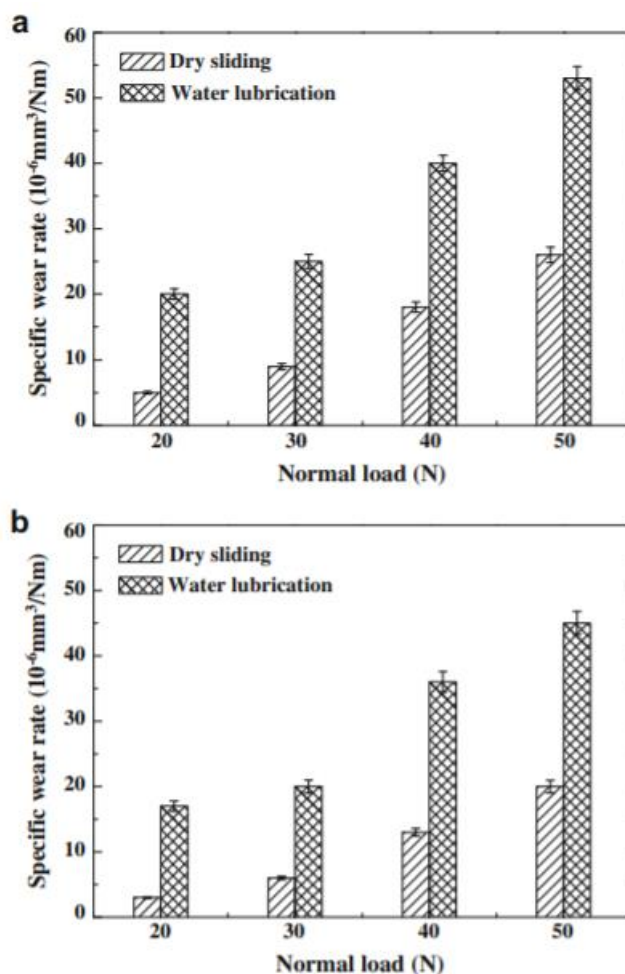 a
60
50
40
30
20
10
0
Specific wear rate (10⁻⁶mm³/Nm)
Dry sliding
Water lubrication
20 30 40 50
Normal load (N)
b
60
50
40
30
20
10
0
Specific wear rate (10⁻⁶mm³/Nm)
Dry sliding
Water lubrication
20 30 40 50
Normal load (N)